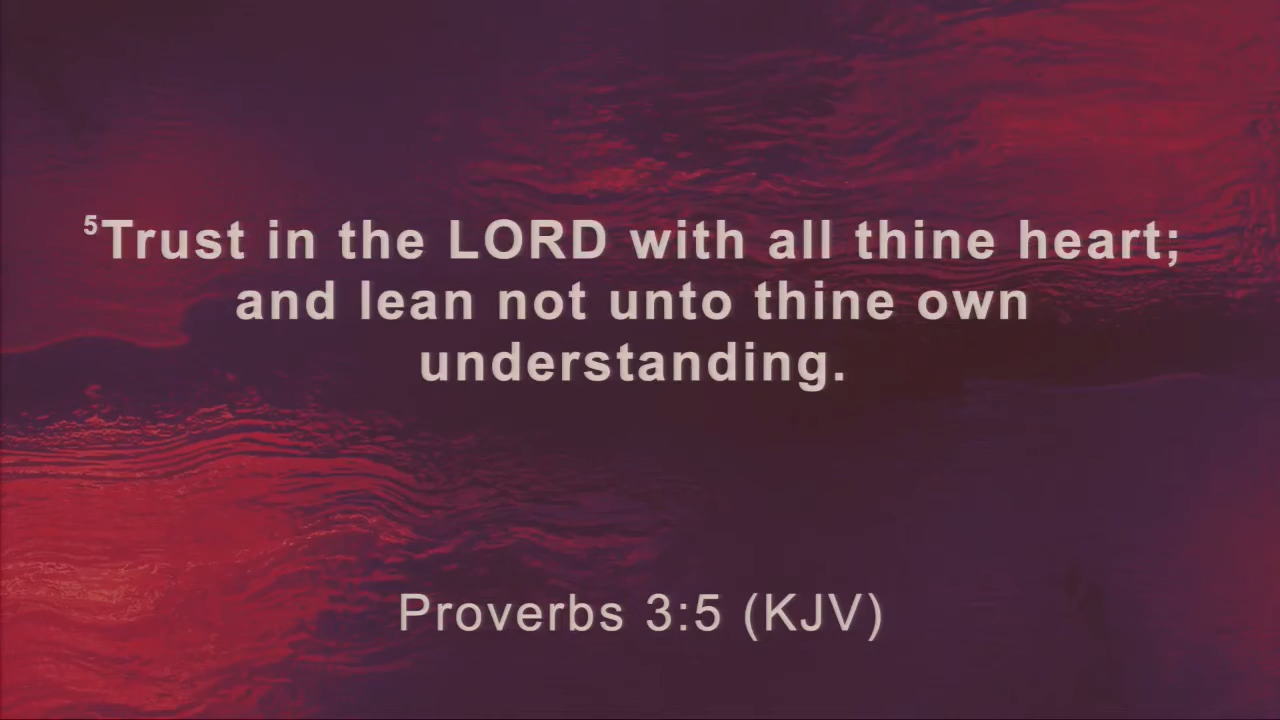 ⁵Trust in the LORD with all thine heart;
and lean not unto thine own
understanding.
Proverbs 3:5 (KJV)